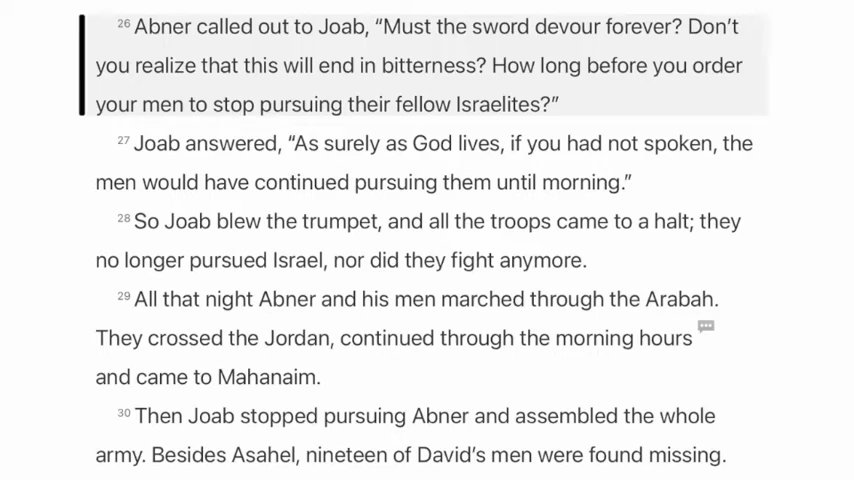 26 Abner called out to Joab, “Must the sword devour forever? Don’t
you realize that this will end in bitterness? How long before you order
your men to stop pursuing their fellow Israelites?”
27 Joab answered, “As surely as God lives, if you had not spoken, the
men would have continued pursuing them until morning.”
28 So Joab blew the trumpet, and all the troops came to a halt; they
no longer pursued Israel, nor did they fight anymore.
29 All that night Abner and his men marched through the Arabah.
They crossed the Jordan, continued through the morning hours
and came to Mahanaim.
30 Then Joab stopped pursuing Abner and assembled the whole
army. Besides Asahel, nineteen of David’s men were found missing.